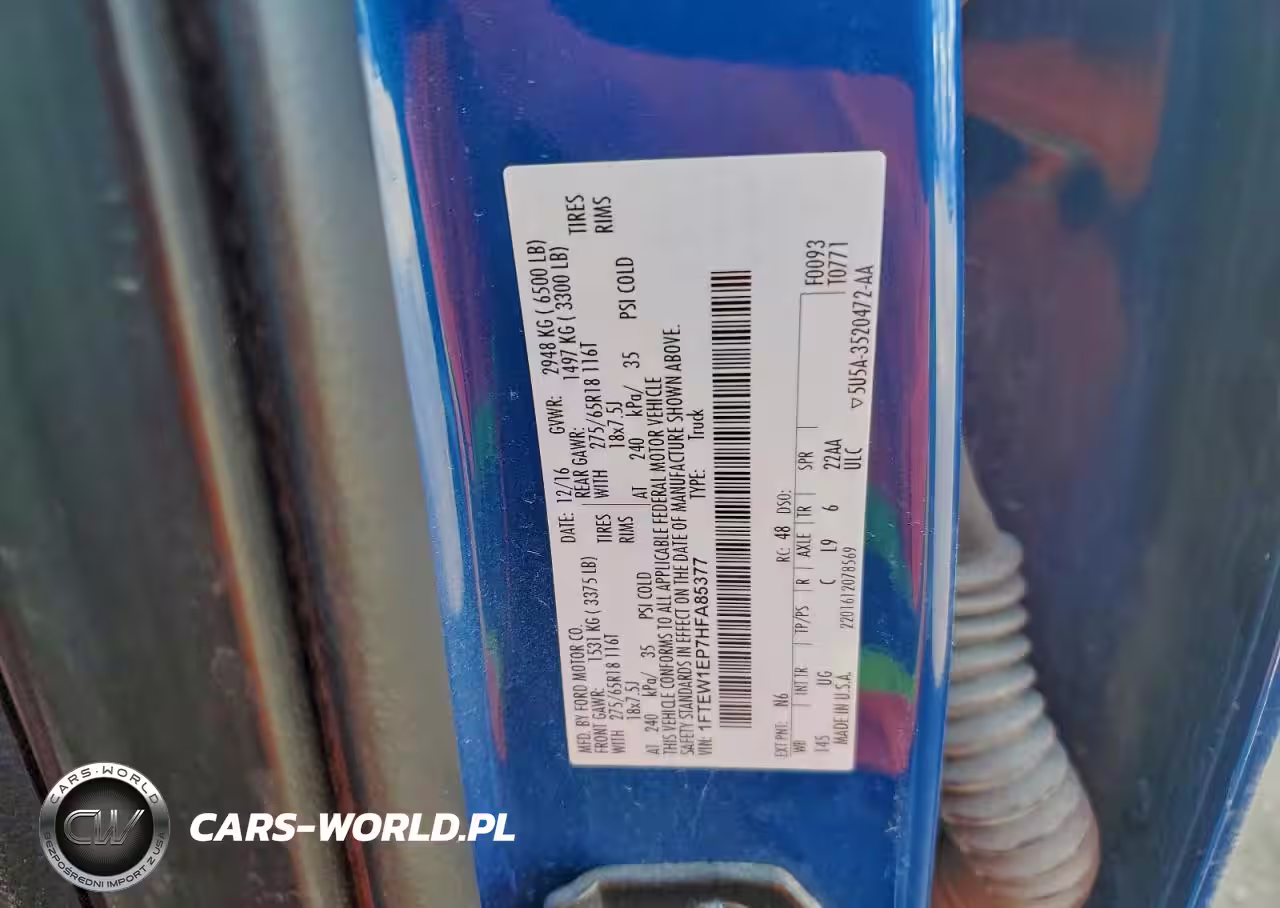 MFD. BY FORD MOTOR CO.
DATE: 12/16 GVWR: 2948 KG ( 6500 LB)
FRONT GAWR: 1531 KG ( 3375 LB) REAR GAWR: 1497 KG ( 3300 LB)
WITH 275/65R18 116T TIRES WITH 275/65R18 116T TIRES
18x7.5J RIMS 18x7.5J RIMS
AT 240 kPa/ 35 PSI COLD AT 240 kPa/ 35 PSI COLD
THIS VEHICLE CONFORMS TO ALL APPLICABLE FEDERAL MOTOR VEHICLE
SAFETY STANDARDS IN EFFECT ON THE DATE OF MANUFACTURE SHOWN ABOVE.
VIN: 1FTEW1EP7HFA85377 TYPE: Truck
EXT PNT: N6 RC: 48 DSO:
WB INT TR TP/PS R AXLE TR SPR F0093
145 UG C L9 6 22AA T0771
ULC
MADE IN U.S.A. 2201612078569 ▽5U5A-3520472-AA
CARS-WORLD
CW
BEZPOŚREDNI IMPORT Z USA
CARS-WORLD.PL